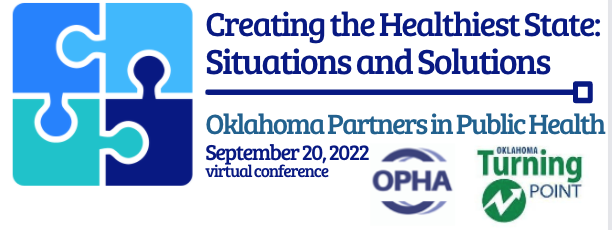 Creating the Healthiest State:
Situations and Solutions
Oklahoma Partners in Public Health
September 20, 2022
virtual conference
OPHA
OKLAHOMA
Turning
POINT